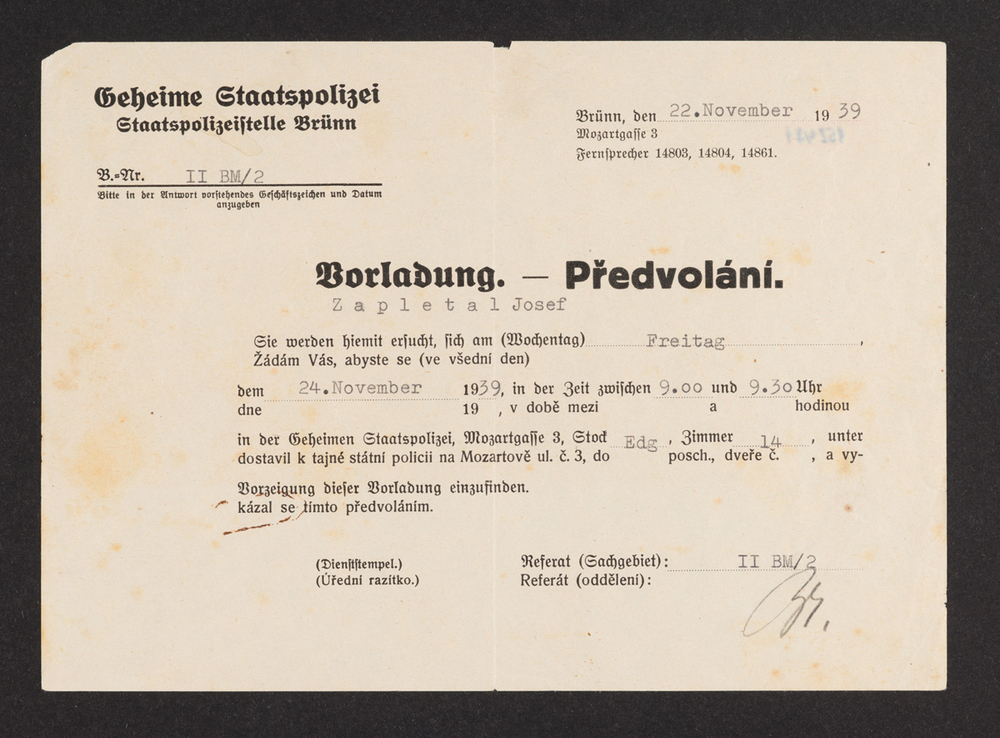 Geheime Staatspolizei
Staatspolizeistelle Brünn
Brünn, den 22.November 1939
Mozartgasse 3
Fernsprecher 14803, 14804, 14861.
B.=Nr. II BM/2
Bitte in der Antwort vorstehendes Geschäftszeichen und Datum
anzugeben
Vorladung. — Předvolání.
Z a p l e t a l Josef
Sie werden hiemit ersucht, sich am (Wochentag) Freitag ,
Žádám Vás, abyste se (ve všední den)
dem 24.November 1939, in der Zeit zwischen 9.00 und 9.30 Uhr
dne 19 , v době mezi a hodinou
in der Geheimen Staatspolizei, Mozartgasse 3, Stock Edg , Zimmer 14 , unter
dostavil k tajné státní policii na Mozartově ul. č. 3, do posch., dveře č. , a vy-
Vorzeigung dieser Vorladung einzufinden.
kázal se tímto předvoláním.
(Dienststempel.)
(Úřední razítko.)
Referat (Sachgebiet): II BM/2
Referát (oddělení):